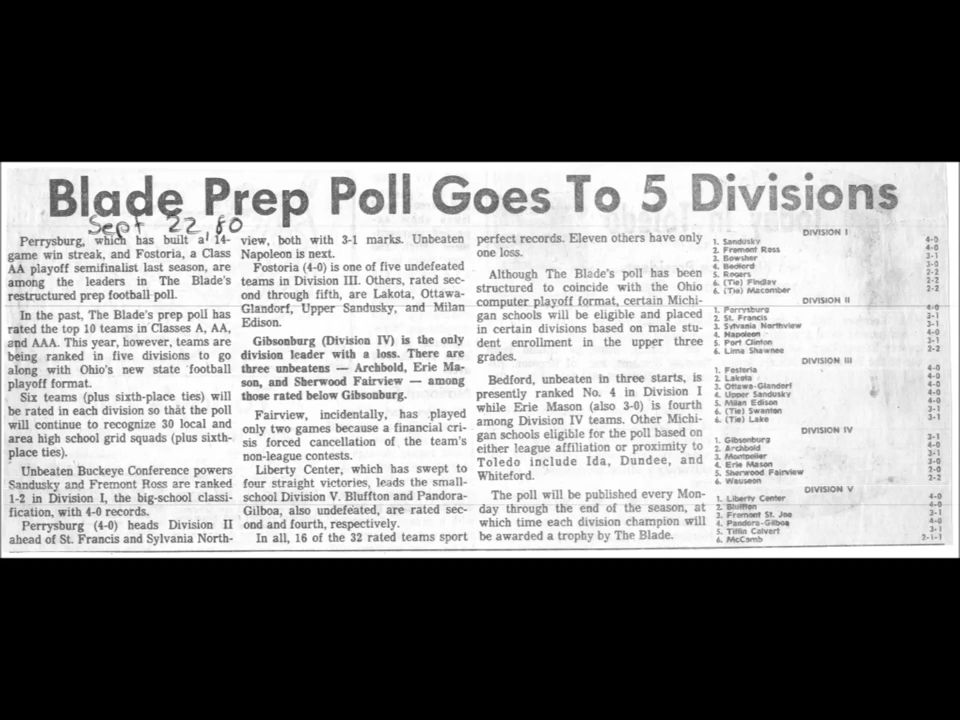 Blade Prep Poll Goes To 5 Divisions
Sept 22, 80
Perrysburg, which has built a 14-
game win streak, and Fostoria, a Class
AA playoff semifinalist last season, are
among the leaders in The Blade's
restructured prep football poll.
In the past, The Blade's prep poll has
rated the top 10 teams in Classes A, AA,
and AAA. This year, however, teams are
being ranked in five divisions to go
along with Ohio's new state football
playoff format.
Six teams (plus sixth-place ties) will
be rated in each division so that the poll
will continue to recognize 30 local and
area high school grid squads (plus sixth-
place ties).
Unbeaten Buckeye Conference powers
Sandusky and Fremont Ross are ranked
1-2 in Division I, the big-school classi-
fication, with 4-0 records.
Perrysburg (4-0) heads Division II
ahead of St. Francis and Sylvania North-
view, both with 3-1 marks. Unbeaten
Napoleon is next.
Fostoria (4-0) is one of five undefeated
teams in Division III. Others, rated sec-
ond through fifth, are Lakota, Ottawa-
Glandorf, Upper Sandusky, and Milan
Edison.
Gibsonburg (Division IV) is the only
division leader with a loss. There are
three unbeatens — Archbold, Erie Ma-
son, and Sherwood Fairview — among
those rated below Gibsonburg.
Fairview, incidentally, has played
only two games because a financial cri-
sis forced cancellation of the team's
non-league contests.
Liberty Center, which has swept to
four straight victories, leads the small-
school Division V. Bluffton and Pandora-
Gilboa, also undefeated, are rated sec-
ond and fourth, respectively.
In all, 16 of the 32 rated teams sport
perfect records. Eleven others have only
one loss.
Although The Blade's poll has been
structured to coincide with the Ohio
computer playoff format, certain Michi-
gan schools will be eligible and placed
in certain divisions based on male stu-
dent enrollment in the upper three
grades.
Bedford, unbeaten in three starts, is
presently ranked No. 4 in Division I
while Erie Mason (also 3-0) is fourth
among Division IV teams. Other Michi-
gan schools eligible for the poll based on
either league affiliation or proximity to
Toledo include Ida, Dundee, and
Whiteford.
The poll will be published every Mon-
day through the end of the season, at
which time each division champion will
be awarded a trophy by The Blade.
DIVISION I
1. Sandusky 4-0
2. Fremont Ross 4-0
3. Bowsher 3-1
4. Bedford 3-0
5. Rogers 2-2
6. (Tie) Findlay 2-2
6. (Tie) Macomber 2-2
DIVISION II
1. Perrysburg 4-0
2. St. Francis 3-1
3. Sylvania Northview 3-1
4. Napoleon 4-0
5. Port Clinton 3-1
6. Lima Shawnee 2-2
DIVISION III
1. Fostoria 4-0
2. Lakota 4-0
3. Ottawa-Glandorf 4-0
4. Upper Sandusky 4-0
5. Milan Edison 4-0
6. (Tie) Swanton 3-1
6. (Tie) Lake 3-1
DIVISION IV
1. Gibsonburg 3-1
2. Archbold 4-0
3. Montpelier 3-1
4. Erie Mason 3-0
5. Sherwood Fairview 2-0
6. Wauseon 2-2
DIVISION V
1. Liberty Center 4-0
2. Bluffton 4-0
3. Fremont St. Joe 3-1
4. Pandora-Gilboa 4-0
5. Tiffin Calvert 3-1
6. McComb 2-1-1